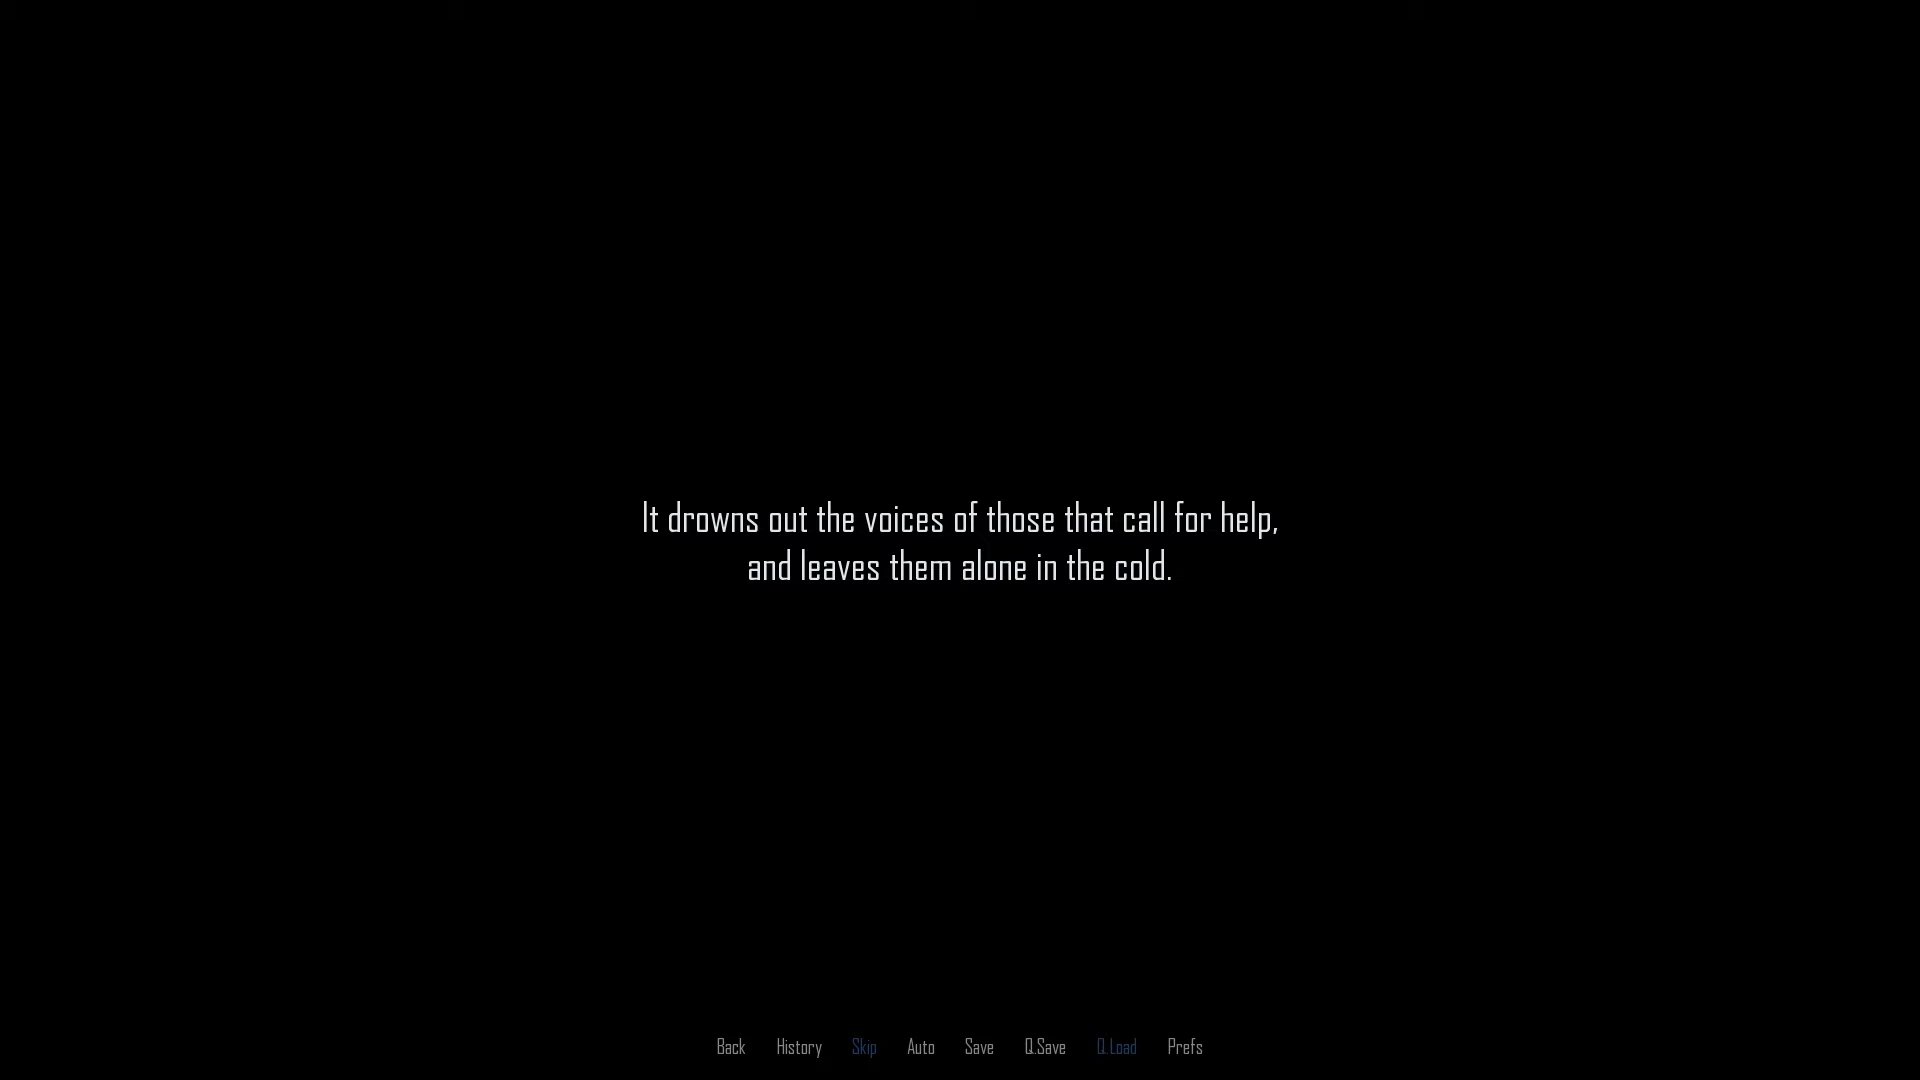 It drowns out the voices of those that call for help,
and leaves them alone in the cold.
Back History Skip Auto Save Q.Save Q.Load Prefs